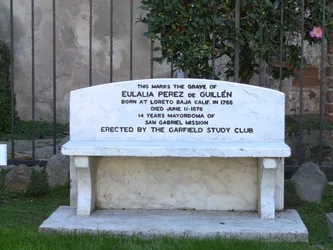 THIS MARKS THE GRAVE OF
EULALIA PEREZ DE GUILLÉN
BORN AT LORETO BAJA CALIF. IN 1768
DIED JUNE 11-1878
14 YEARS MAYORDOMA OF
SAN GABRIEL MISSION
ERECTED BY THE GARFIELD STUDY CLUB